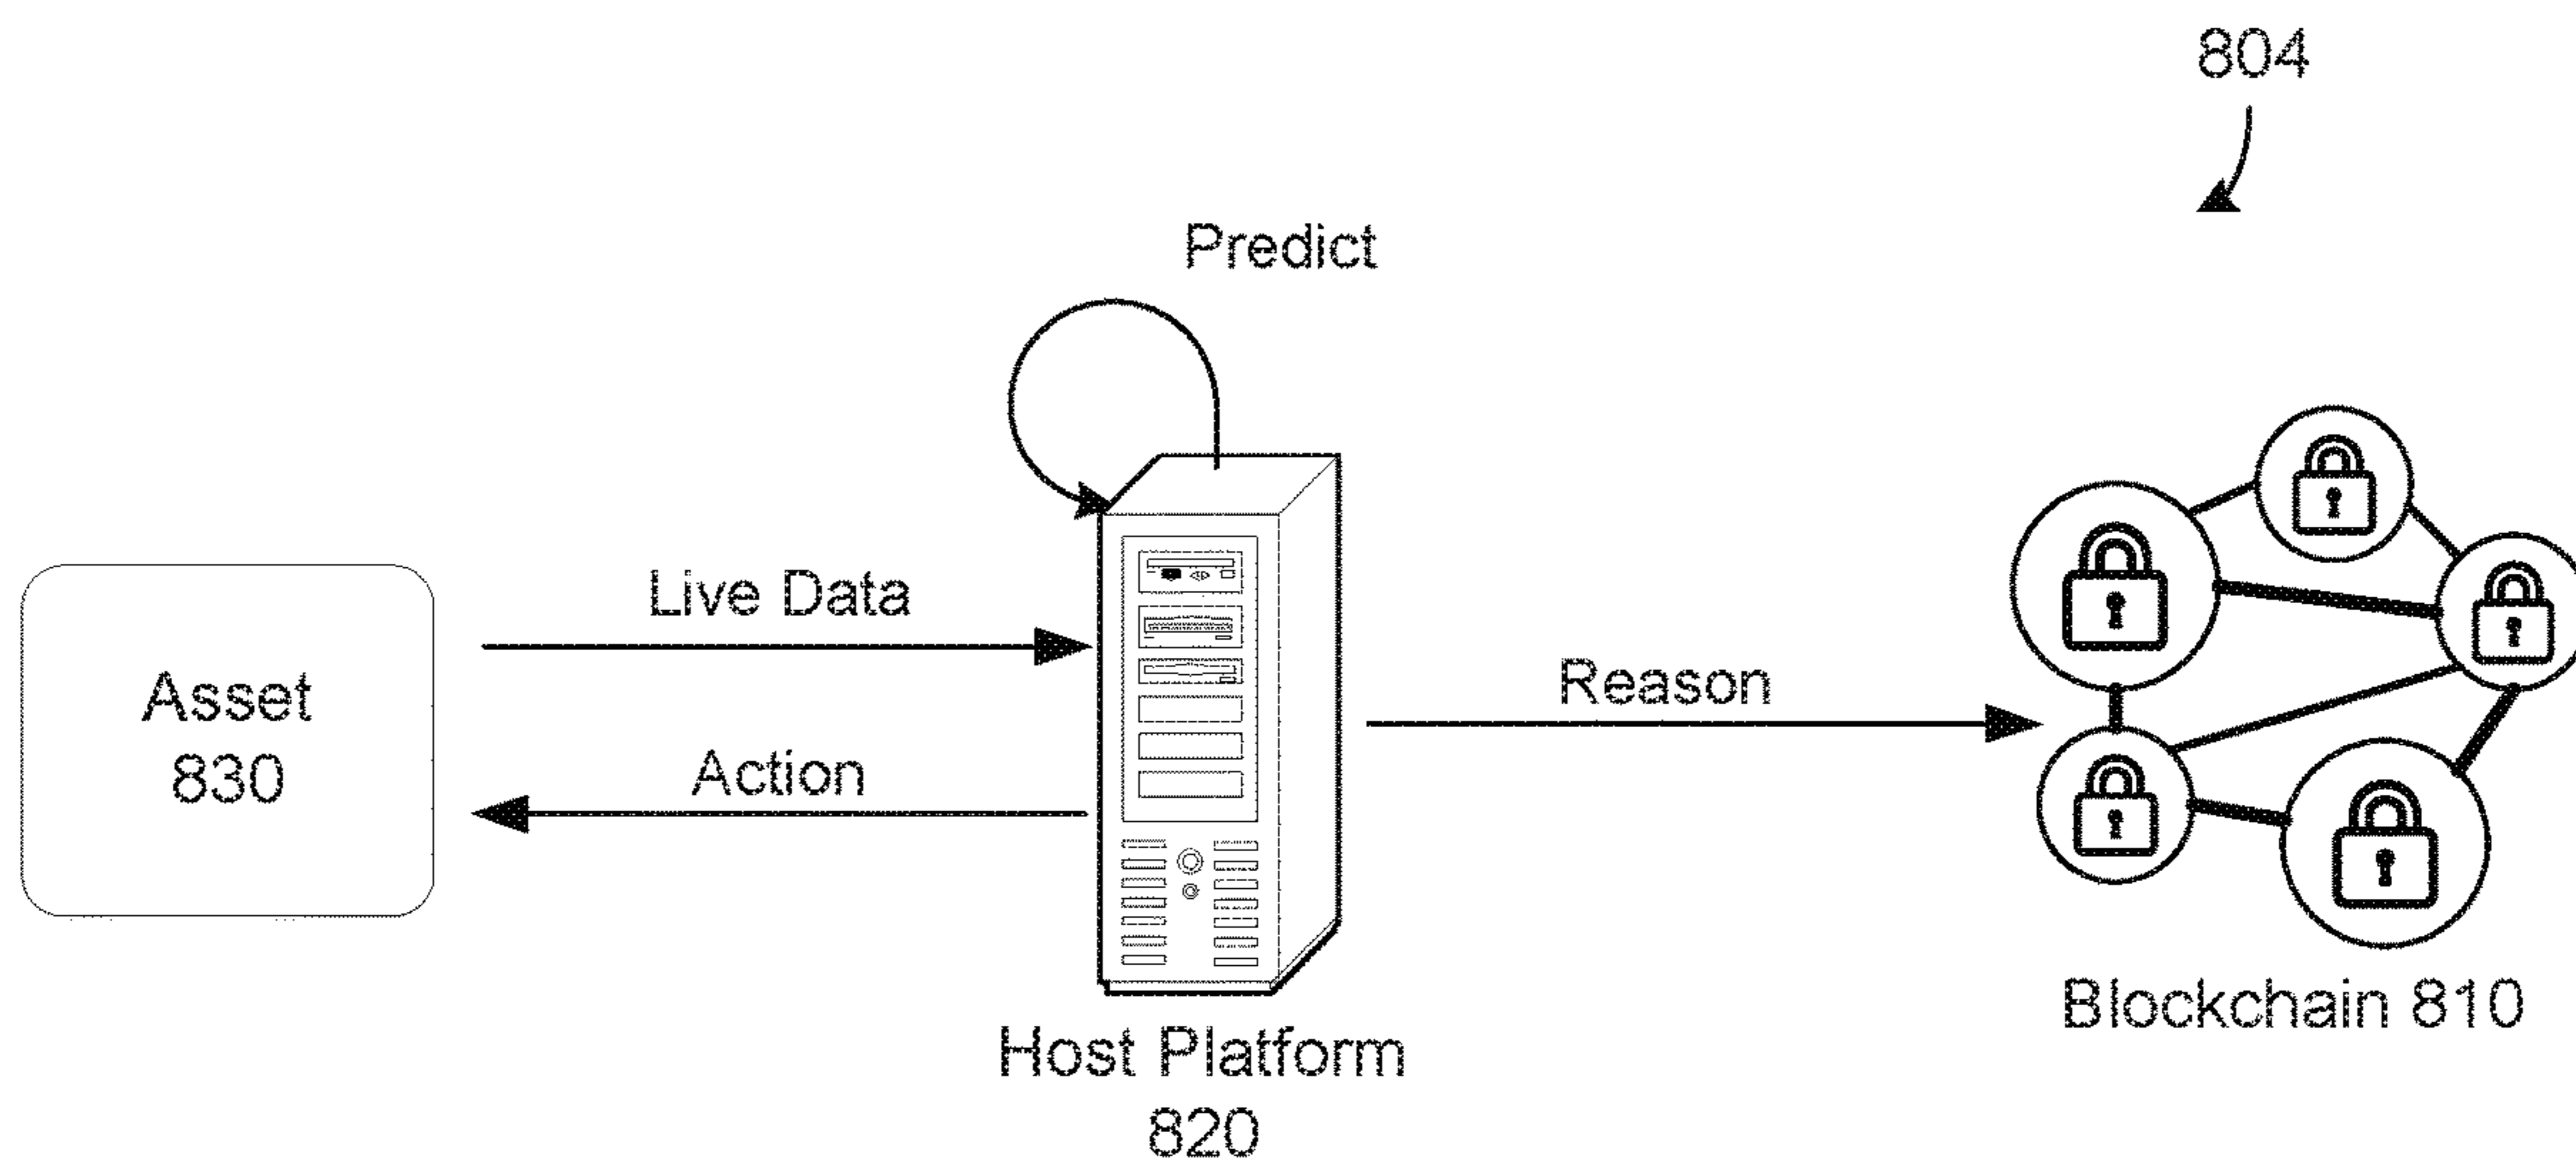 804
Predict
Live Data
Asset
830
Action
Reason
Host Platform
820
Blockchain 810